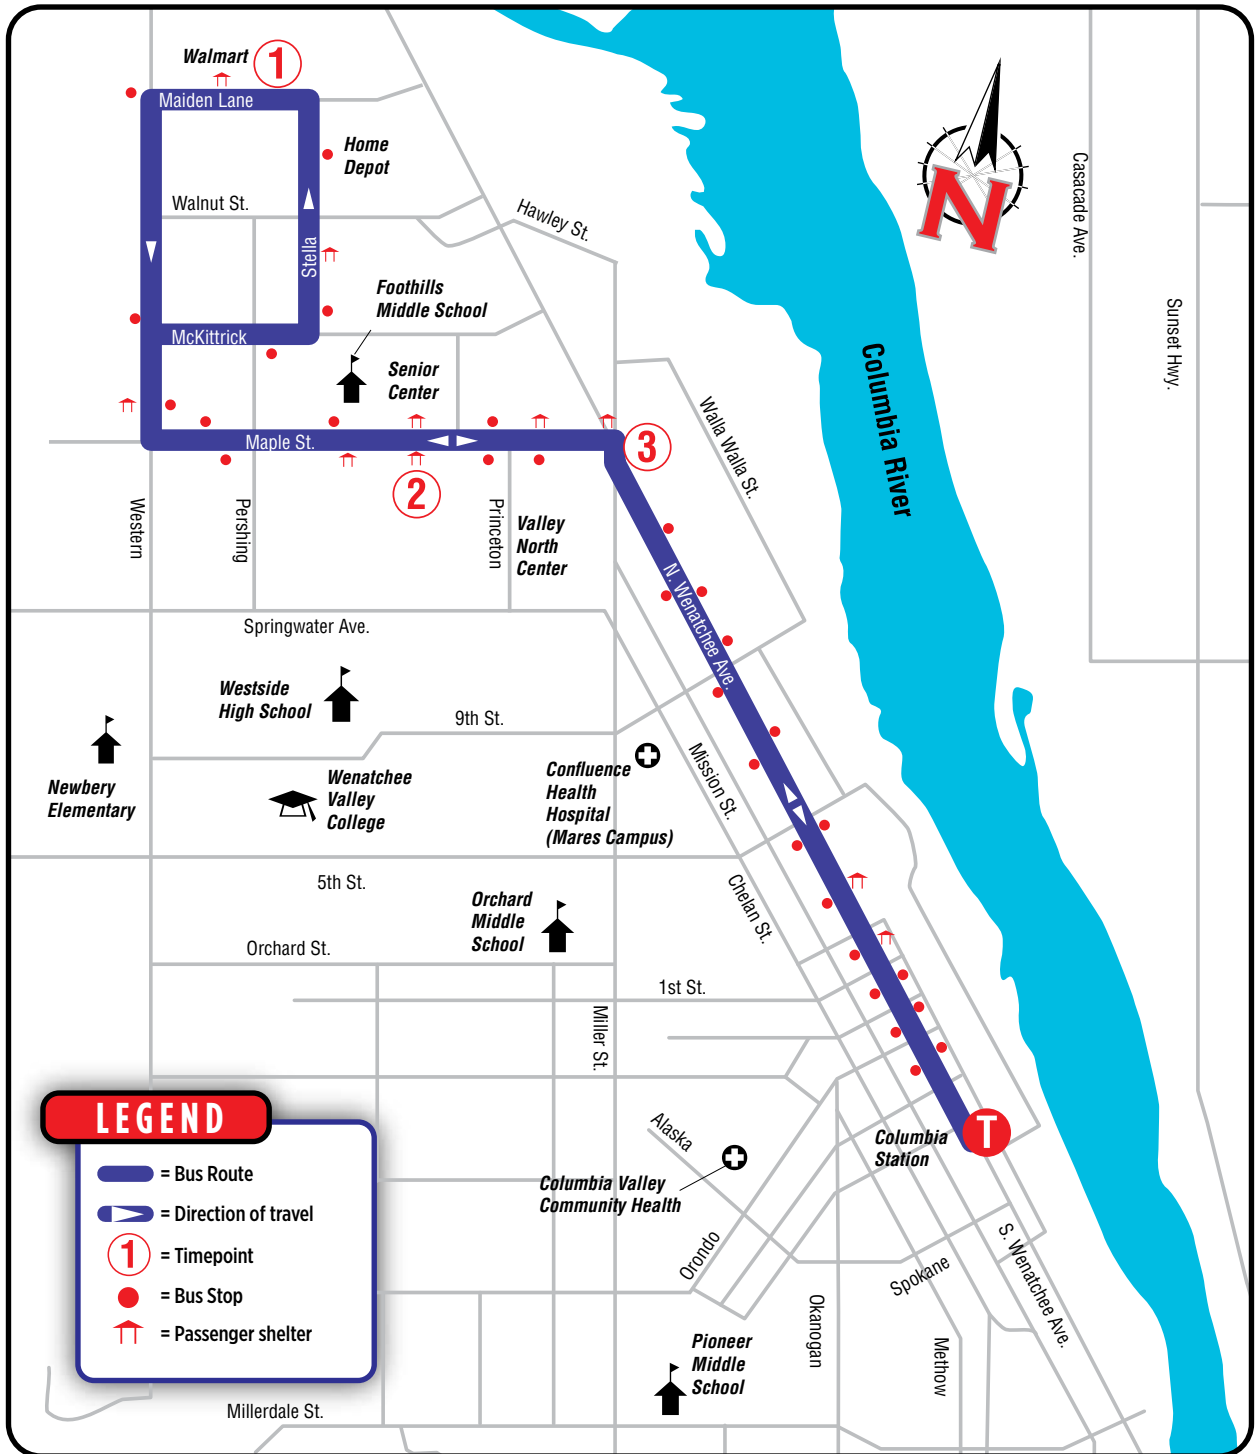 Walmart
1
Maiden Lane
Home
Depot
Walnut St.
Hawley St.
Stella
Foothills
Middle School
McKittrick
Senior
Center
Maple St.
3
2
Western
Pershing
Princeton
Valley
North
Center
Walla Walla St.
Columbia River
N
Casacade Ave.
Sunset Hwy.
N. Wenatchee Ave.
Springwater Ave.
Westside
High School
9th St.
Newbery
Elementary
Wenatchee
Valley
College
Confluence
Health
Hospital
(Mares Campus)
Mission St.
5th St.
Chelan St.
Orchard
Middle
School
Orchard St.
1st St.
Miller St.
Alaska
Columbia
Station
T
Columbia Valley
Community Health
Orondo
Spokane
S. Wenatchee Ave.
Okanogan
Methow
Pioneer
Middle
School
Millerdale St.
LEGEND
= Bus Route
= Direction of travel
1 = Timepoint
= Bus Stop
= Passenger shelter